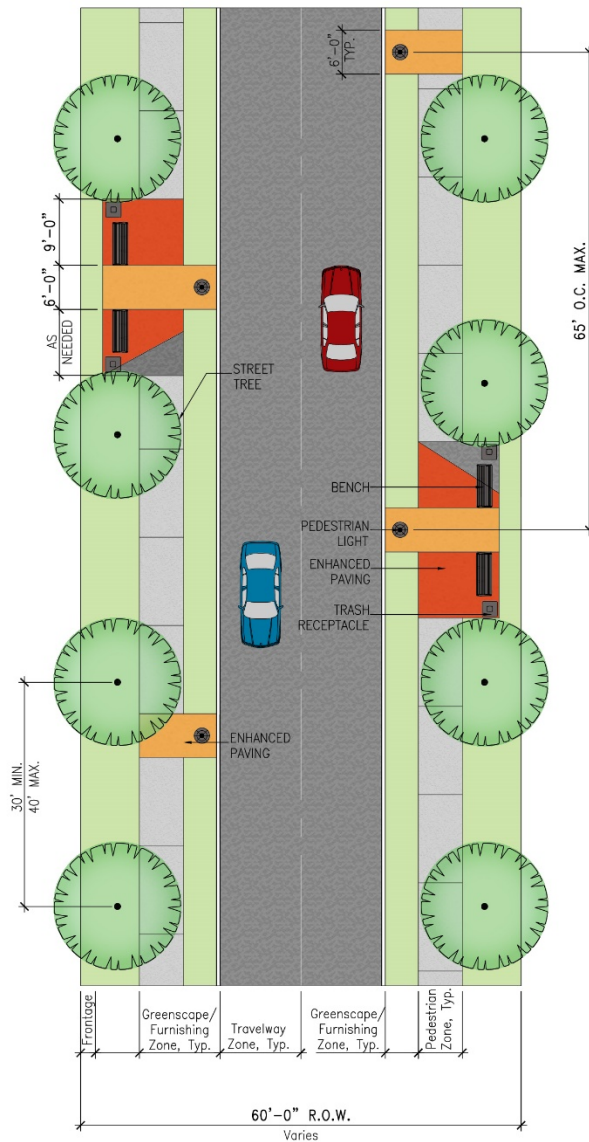 6'-0"
TYP.
9'-0"
6'-0"
AS
NEEDED
65' O.C. MAX.
STREET
TREE
BENCH
PEDESTRIAN
LIGHT
ENHANCED
PAVING
TRASH
RECEPTACLE
ENHANCED
PAVING
30' MIN.
40' MAX.
Frontage
Greenscape/
Furnishing
Zone, Typ.
Travelway
Zone, Typ.
Greenscape/
Furnishing
Zone, Typ.
Pedestrian
Zone, Typ.
60'-0" R.O.W.
Varies